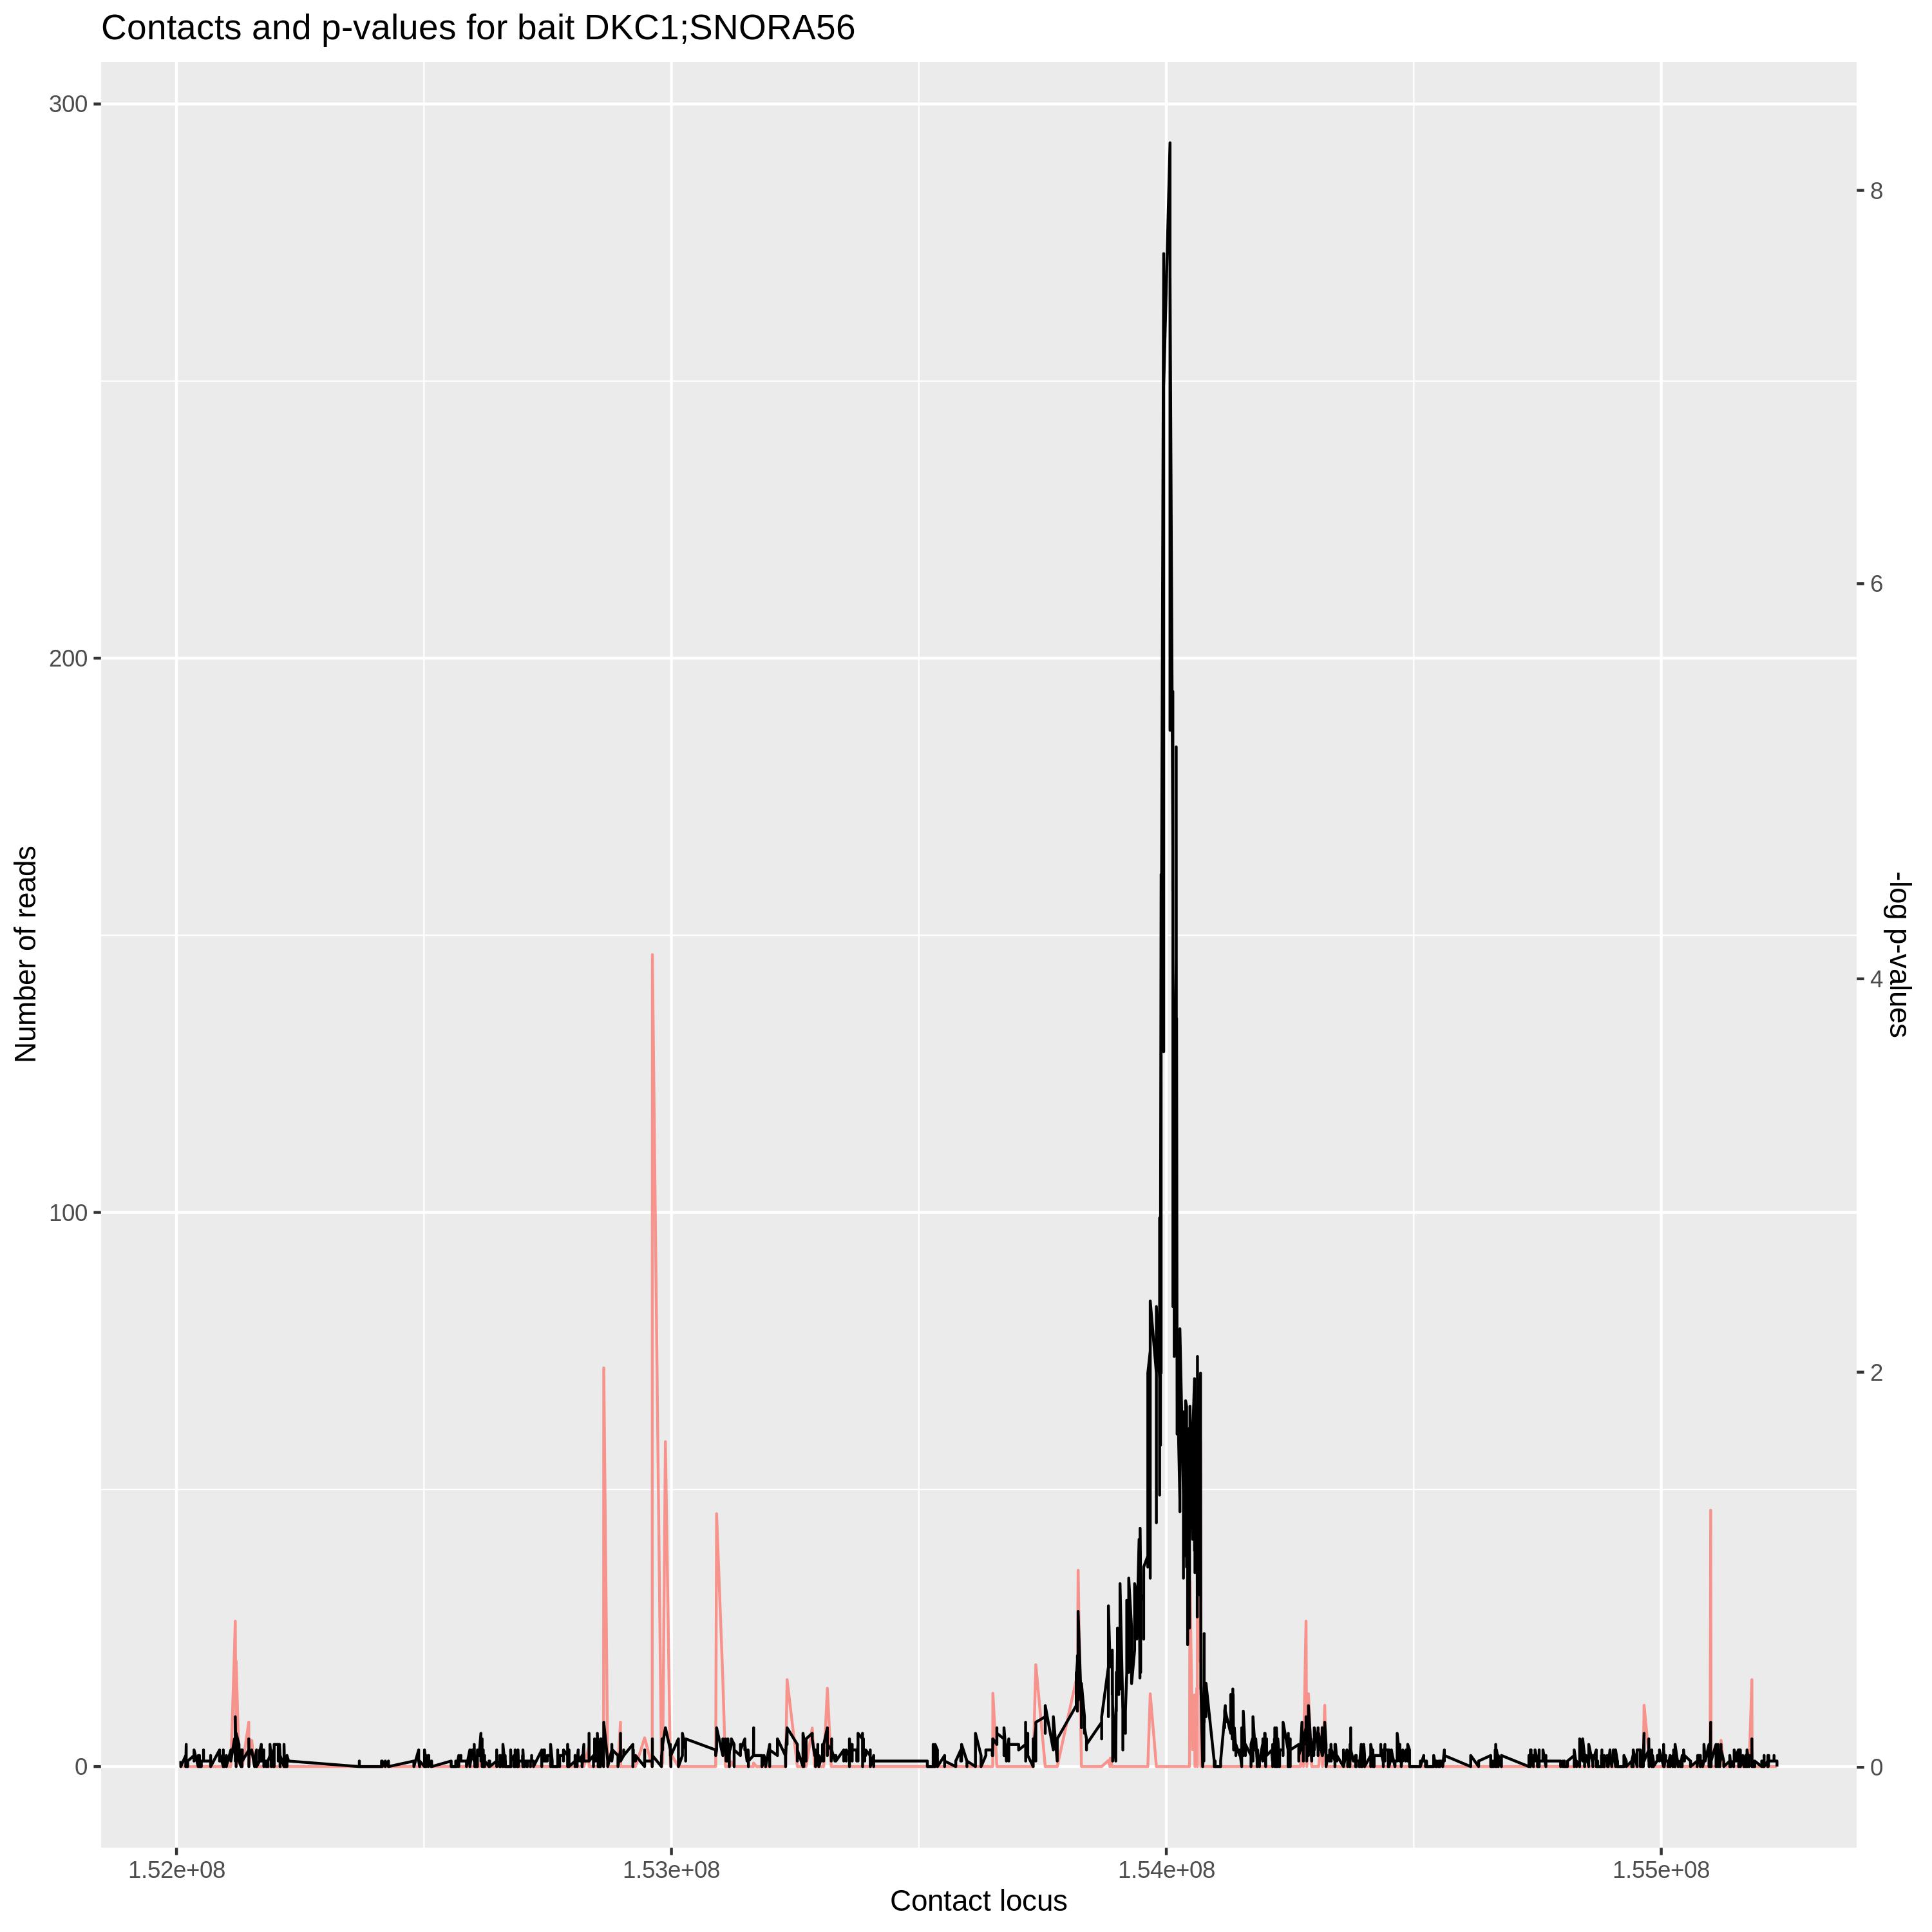 Contacts and p-values for bait DKC1;SNORA56
300
200
100
0
Number of reads
8
6
4
2
0
-log p-values
1.52e+08 1.53e+08 1.54e+08 1.55e+08
Contact locus